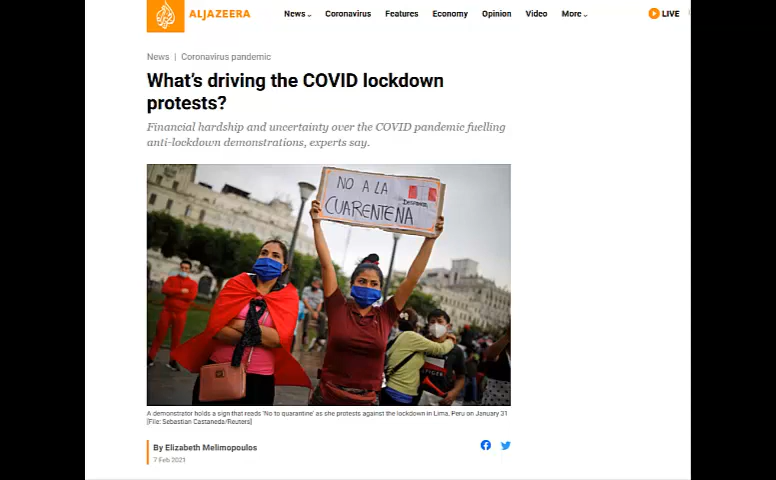 ALJAZEERA
News Coronavirus Features Economy Opinion Video More LIVE
News | Coronavirus pandemic
What's driving the COVID lockdown
protests?
Financial hardship and uncertainty over the COVID pandemic fuelling
anti-lockdown demonstrations, experts say.
NO A LA
CUARENTENA
A demonstrator holds a sign that reads 'No to quarantine' as she protests against the lockdown in Lima, Peru on January 31
[File: Sebastian Castaneda/Reuters]
By Elizabeth Melimopoulos
7 Feb 2021